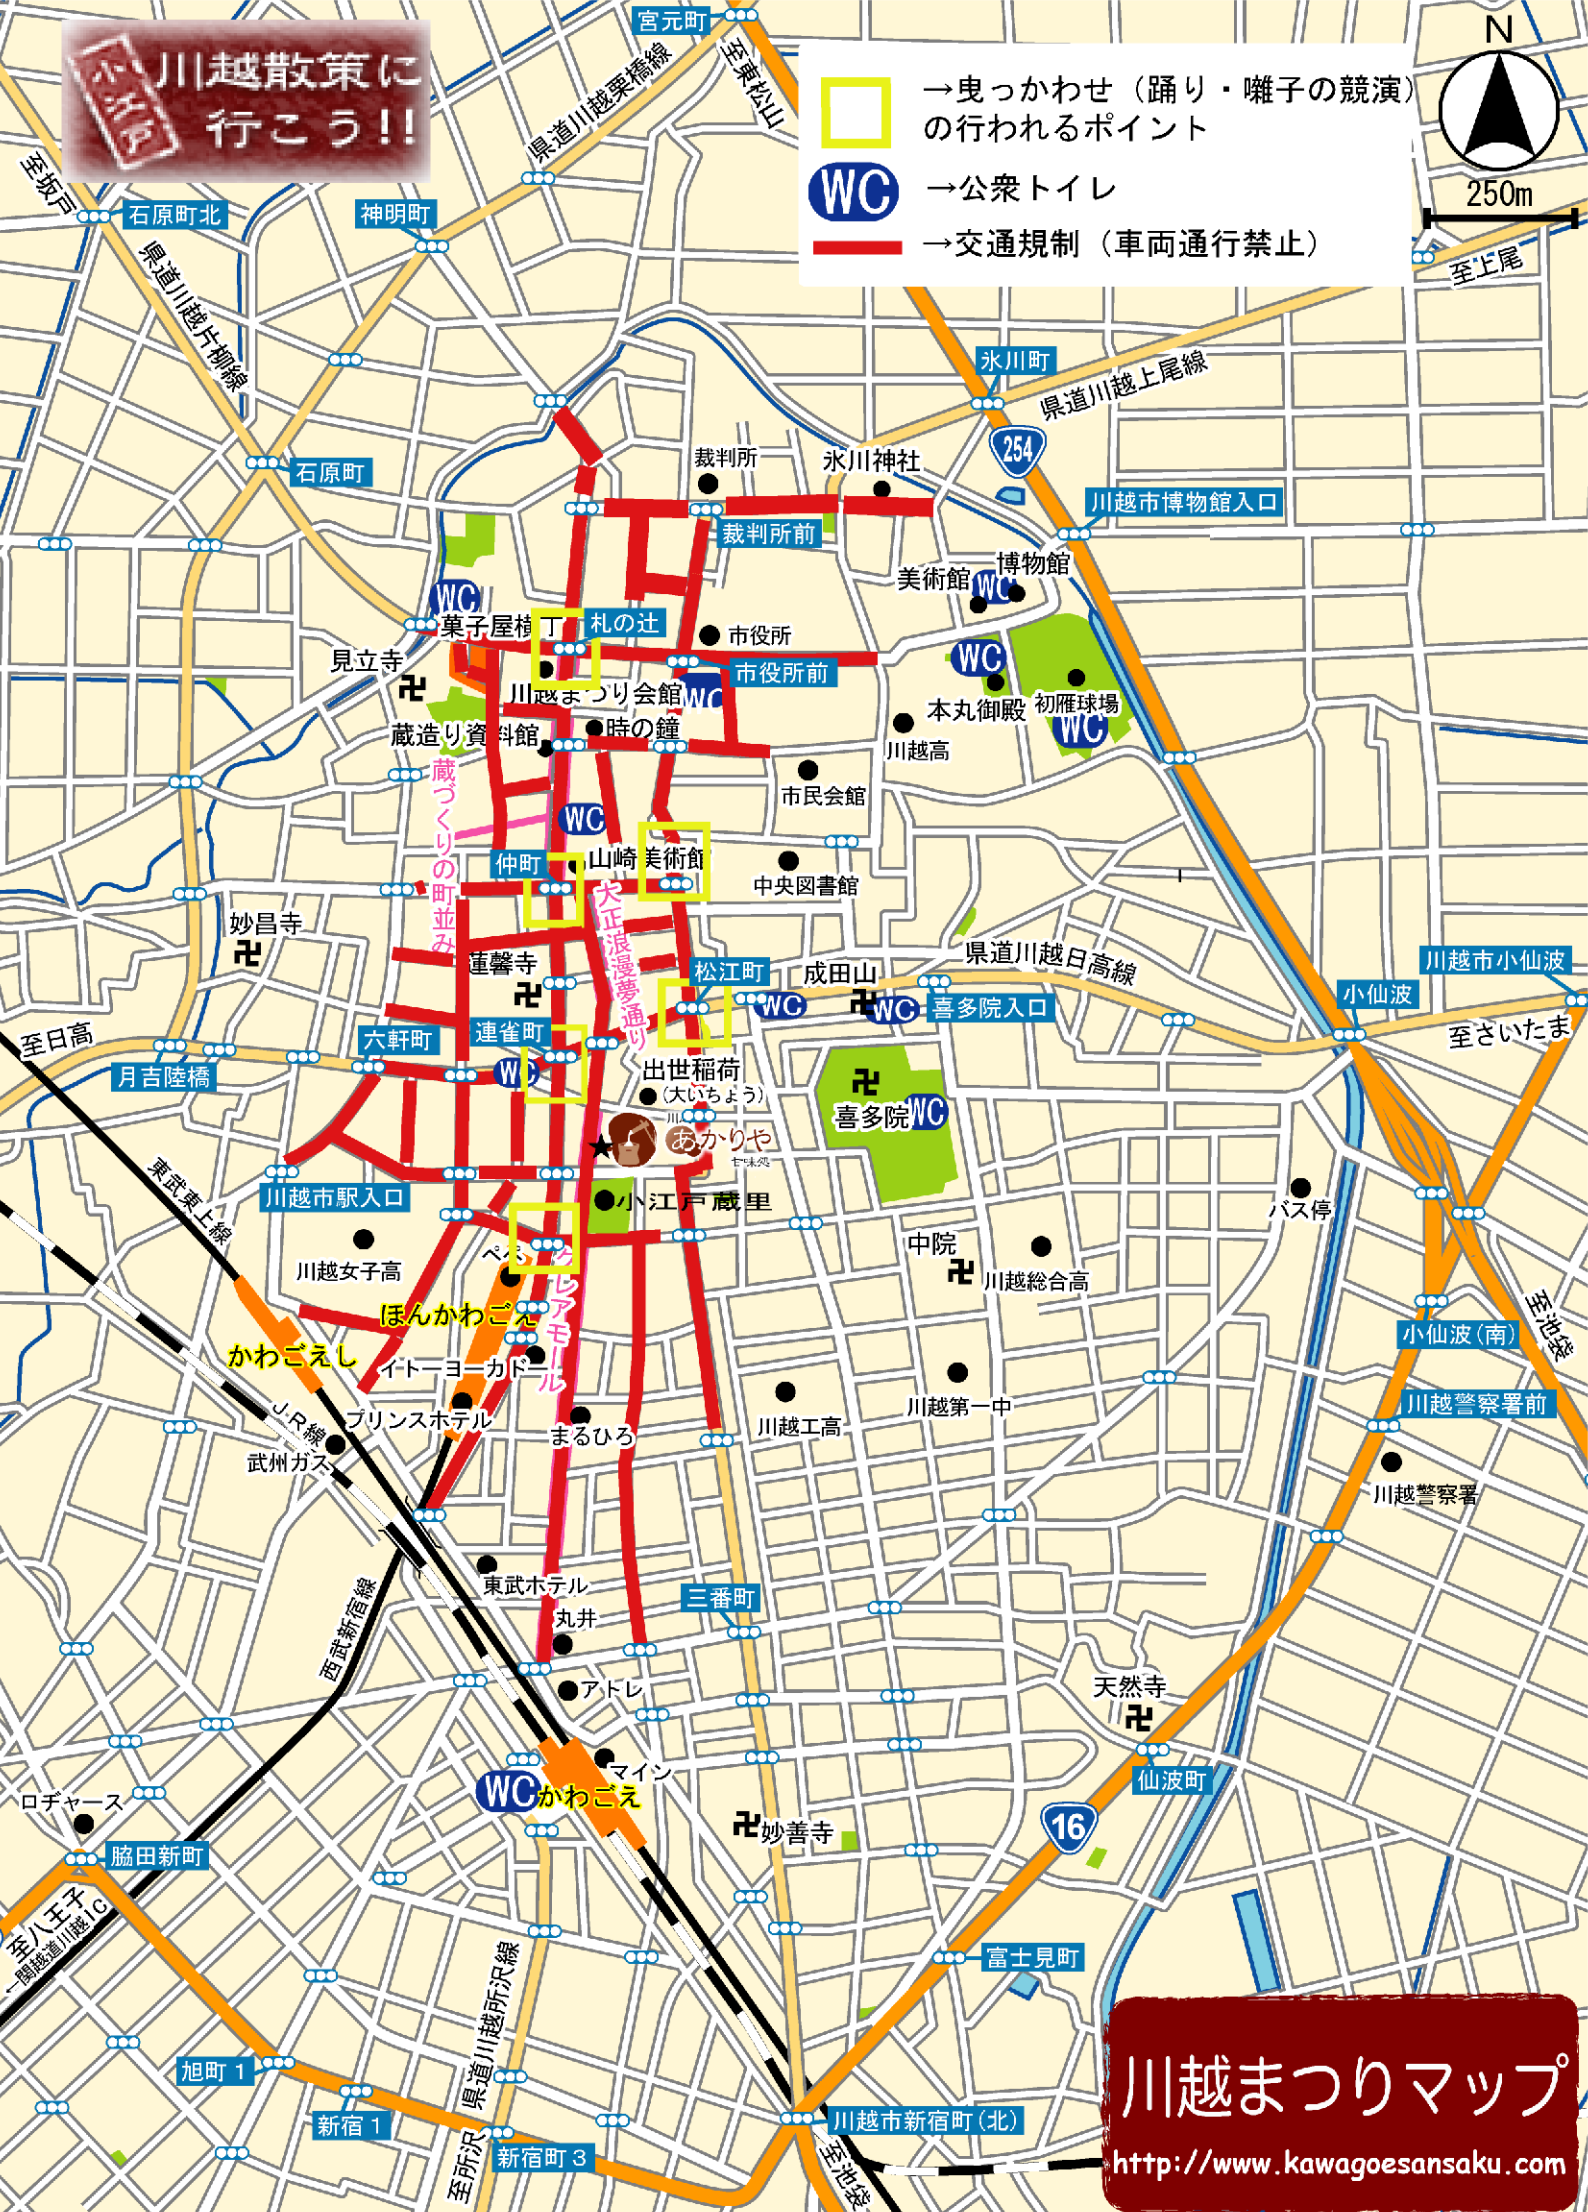 宮元町
小江戸
川越散策に
行こう!!
県道川越栗橋線
至東松山
→曳っかわせ（踊り・囃子の競演）
の行われるポイント
WC
→公衆トイレ
→交通規制（車両通行禁止）
N
250m
至坂戸
石原町北
神明町
至上尾
県道川越片柳線
氷川町
県道川越上尾線
254
石原町
裁判所
氷川神社
川越市博物館入口
裁判所前
博物館
美術館
WC
WC
菓子屋横丁
札の辻
市役所
見立寺
市役所前
WC
川越まつり会館
WC
本丸御殿
初雁球場
WC
蔵造り資料館
時の鐘
川越高
蔵づくりの町並み
市民会館
WC
仲町
山崎美術館
中央図書館
大正浪漫夢通り
妙昌寺
蓮馨寺
松江町
成田山
県道川越日高線
川越市小仙波
WC
WC
喜多院入口
小仙波
至さいたま
至日高
六軒町
連雀町
月吉陸橋
WC
出世稲荷
(大いちょう)
喜多院
WC
川
あかりや
甘味処
東武東上線
川越市駅入口
小江戸蔵里
バス停
川越女子高
ペペ
中院
川越総合高
ほんかわごえ
クレアモール
至池袋
小仙波(南)
かわごえし
イトーヨーカドー
プリンスホテル
川越第一中
川越警察署前
JR線
武州ガス
まるひろ
川越工高
川越警察署
西武新宿線
東武ホテル
丸井
三番町
アトレ
天然寺
マイン
WC
かわごえ
仙波町
ロヂャース
脇田新町
妙善寺
16
至八王子
←関越道川越IC
富士見町
県道川越所沢線
旭町1
新宿1
至所沢
新宿町3
川越市新宿町(北)
至池袋
川越まつりマップ
http://www.kawagoesansaku.com